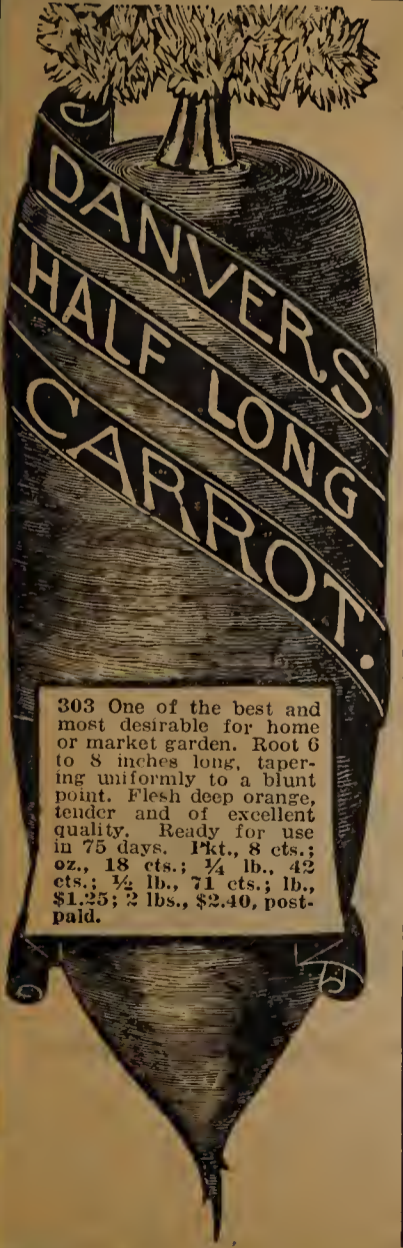 DANVERS
HALF LONG
CARROT.
303 One of the best and
most desirable for home
or market garden. Root 6
to 8 inches long, taper-
ing uniformly to a blunt
point. Flesh deep orange,
tender and of excellent
quality. Ready for use
in 75 days. Pkt., 8 cts.;
oz., 18 cts.; ¼ lb., 42
cts.; ½ lb., 71 cts.; lb.,
$1.25; 2 lbs., $2.40, post-
paid.